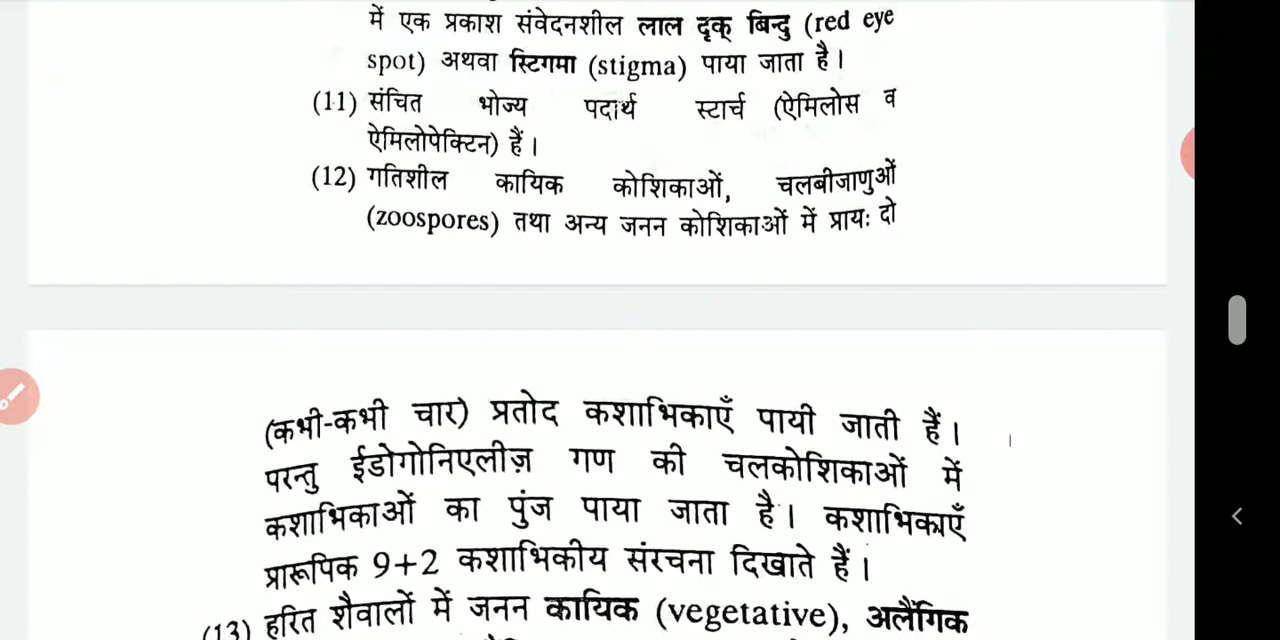 में एक प्रकाश संवेदनशील लाल दृक् बिन्दु (red eye
spot) अथवा स्टिगमा (stigma) पाया जाता है।
(11) संचित भोज्य पदार्थ स्टार्च (ऐमिलोस व
ऐमिलोपेक्टिन) हैं।
(12) गतिशील कायिक कोशिकाओं, चलबीजाणुओं
(zoospores) तथा अन्य जनन कोशिकाओं में प्रायः दो
(कभी-कभी चार) प्रतोद कशाभिकाएँ पायी जाती हैं।
परन्तु ईडोगोनिएलीज़ गण की चलकोशिकाओं में
कशाभिकाओं का पुंज पाया जाता है। कशाभिकाएँ
प्रारूपिक 9+2 कशाभिकीय संरचना दिखाते हैं।
(13) हरित शैवालों में जनन कायिक (vegetative), अलैंगिक